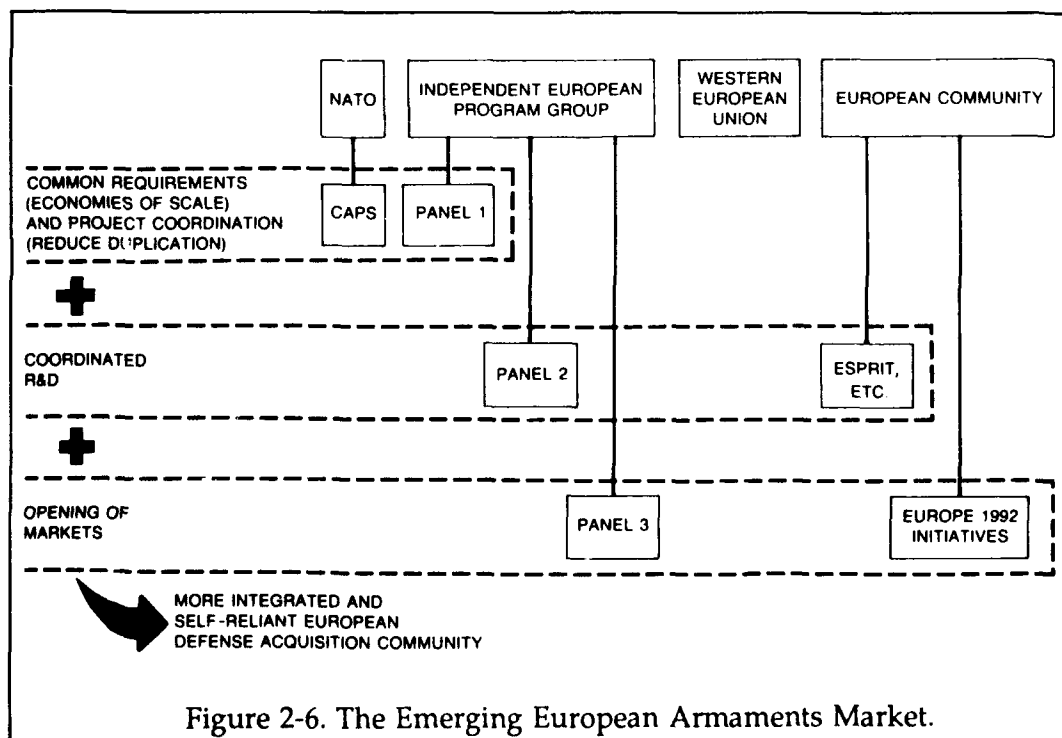 NATO
INDEPENDENT EUROPEAN
PROGRAM GROUP
WESTERN
EUROPEAN
UNION
EUROPEAN COMMUNITY
COMMON REQUIREMENTS
(ECONOMIES OF SCALE)
AND PROJECT COORDINATION
(REDUCE DUPLICATION)
CAPS
PANEL 1
COORDINATED
R&D
PANEL 2
ESPRIT,
ETC.
OPENING OF
MARKETS
PANEL 3
EUROPE 1992
INITIATIVES
MORE INTEGRATED AND
SELF-RELIANT EUROPEAN
DEFENSE ACQUISITION COMMUNITY
Figure 2-6. The Emerging European Armaments Market.